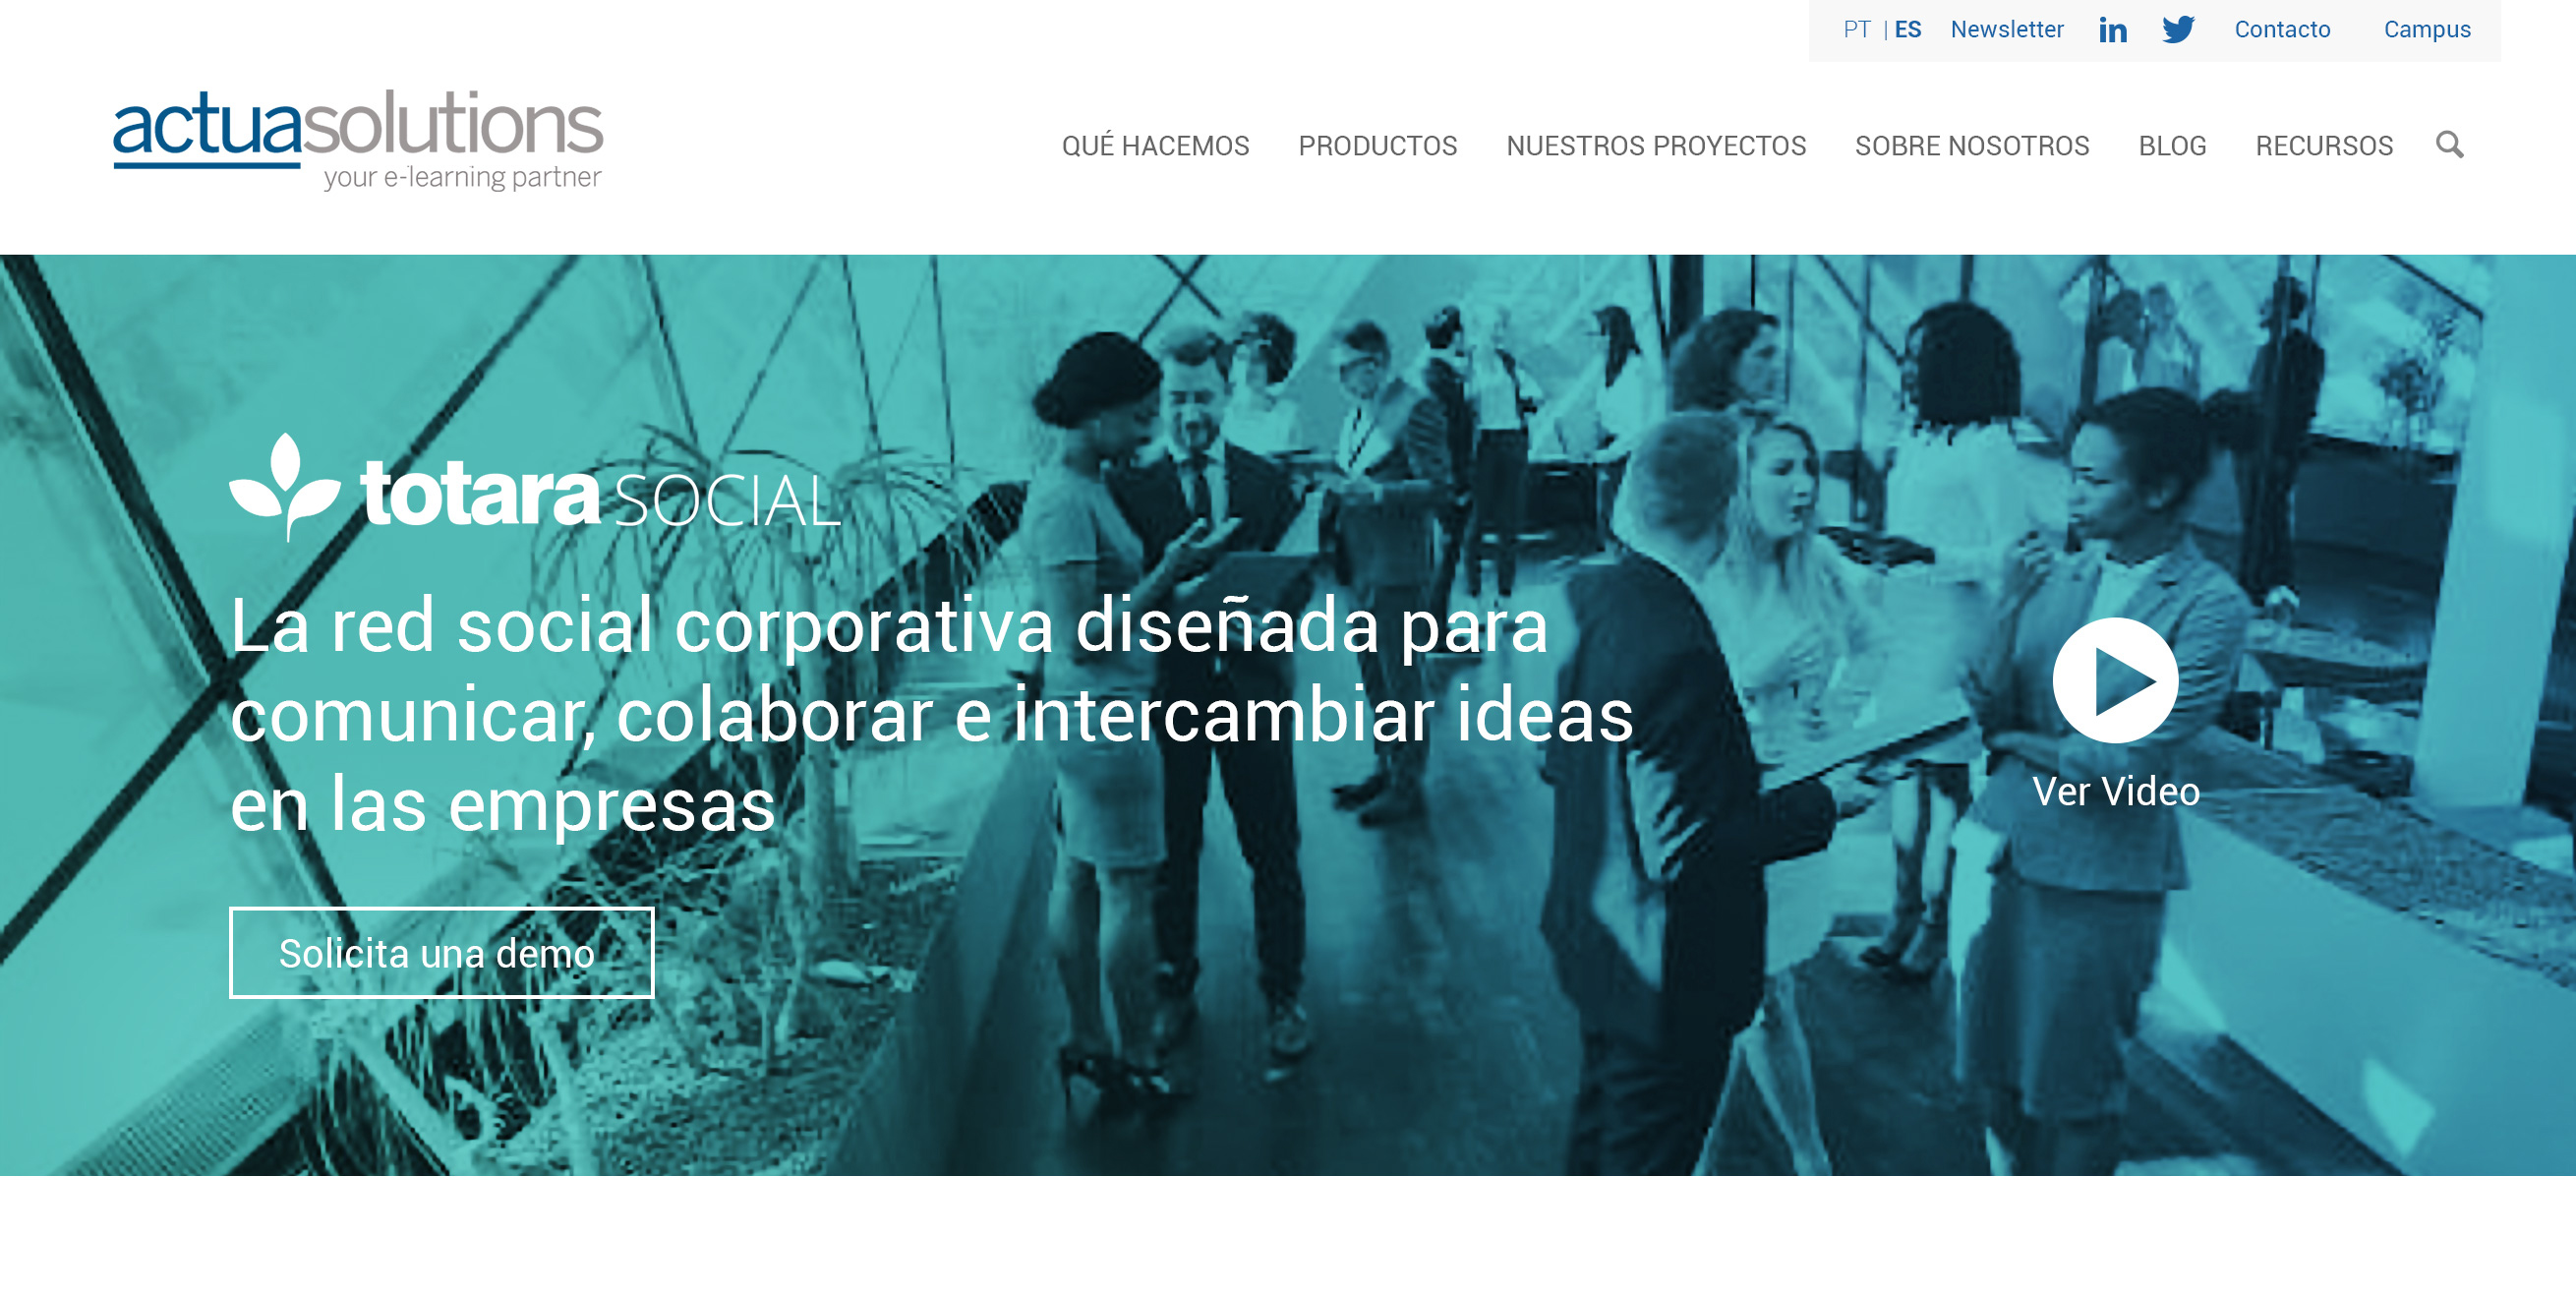 PT | ES Newsletter in Contacto Campus
actuasolutions
your e-learning partner
QUÉ HACEMOS PRODUCTOS NUESTROS PROYECTOS SOBRE NOSOTROS BLOG RECURSOS
totara SOCIAL
La red social corporativa diseñada para
comunicar, colaborar e intercambiar ideas
en las empresas
Ver Video
Solicita una demo